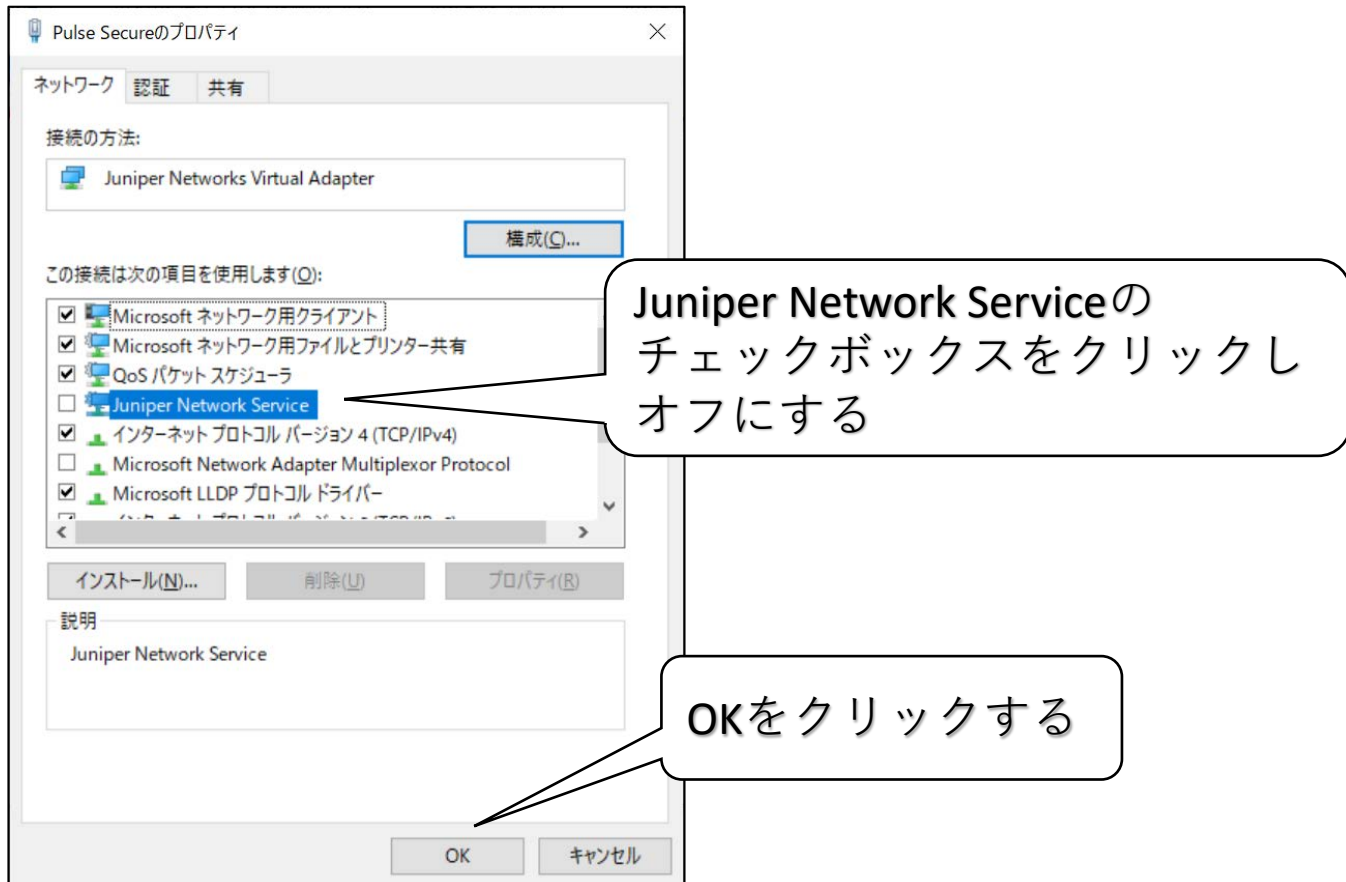 Pulse Secureのプロパティ
ネットワーク 認証 共有
接続の方法:
Juniper Networks Virtual Adapter
構成(C)...
この接続は次の項目を使用します(O):
Microsoft ネットワーク用クライアント
Microsoft ネットワーク用ファイルとプリンター共有
QoS パケット スケジューラ
Juniper Network Service
インターネット プロトコル バージョン 4 (TCP/IPv4)
Microsoft Network Adapter Multiplexor Protocol
Microsoft LLDP プロトコル ドライバー
Juniper Network Serviceの
チェックボックスをクリックし
オフにする
インストール(N)...
削除(U)
プロパティ(R)
説明
Juniper Network Service
OKをクリックする
OK
キャンセル